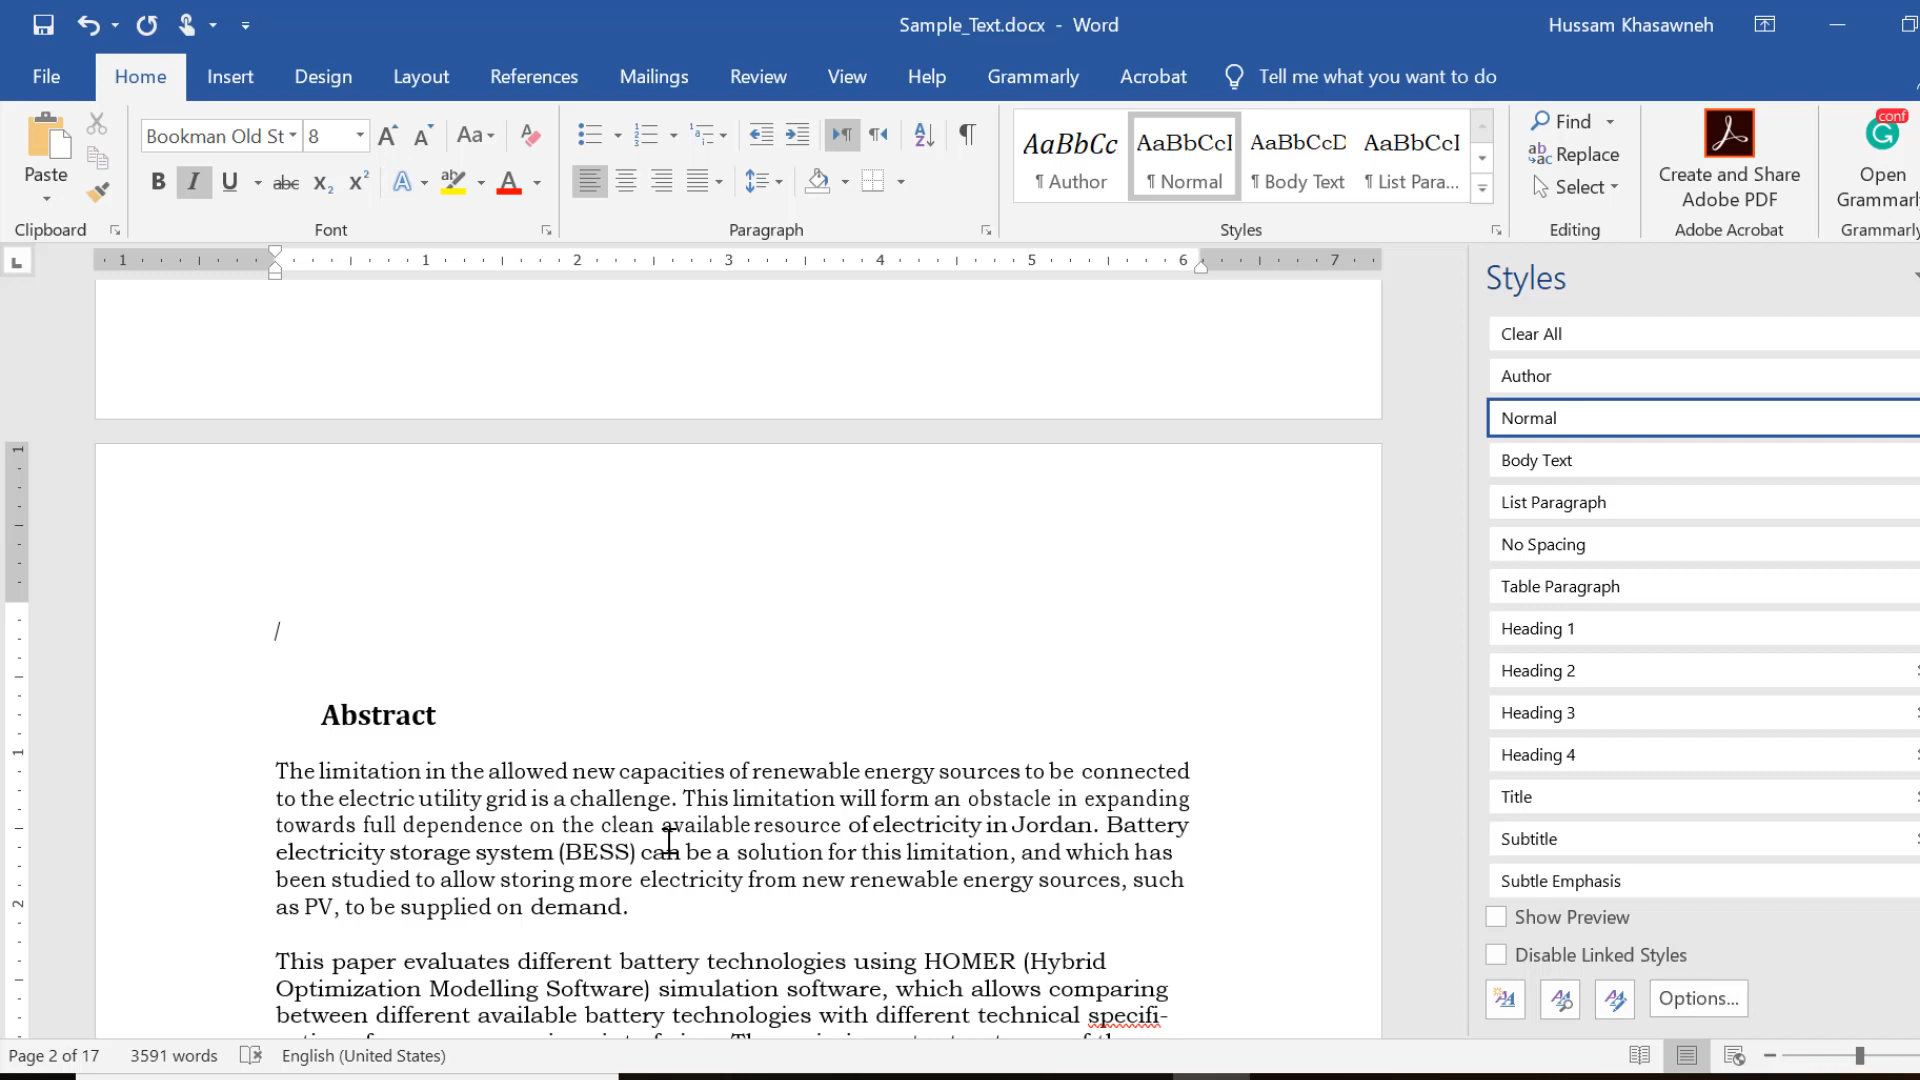 Sample_Text.docx - Word
Hussam Khasawneh
File Home Insert Design Layout References Mailings Review View Help Grammarly Acrobat Tell me what you want to do
Paste
Bookman Old St 8
AaBbCc AaBbCcI AaBbCcD AaBbCcI
¶ Author ¶ Normal ¶ Body Text ¶ List Para...
Find
Replace
Select
Create and Share
Adobe PDF
conf
Open
Grammarly
Clipboard Font Paragraph Styles Editing Adobe Acrobat Grammarly
1 1 2 3 4 5 6 7
Styles
Clear All
Author
Normal
Body Text
List Paragraph
No Spacing
Table Paragraph
Heading 1
Heading 2
Heading 3
Heading 4
Title
Subtitle
Subtle Emphasis
Show Preview
Disable Linked Styles
Options...
/
Abstract
The limitation in the allowed new capacities of renewable energy sources to be connected
to the electric utility grid is a challenge. This limitation will form an obstacle in expanding
towards full dependence on the clean available resource of electricity in Jordan. Battery
electricity storage system (BESS) can be a solution for this limitation, and which has
been studied to allow storing more electricity from new renewable energy sources, such
as PV, to be supplied on demand.
This paper evaluates different battery technologies using HOMER (Hybrid
Optimization Modelling Software) simulation software, which allows comparing
between different available battery technologies with different technical specifi-
Page 2 of 17 3591 words English (United States)